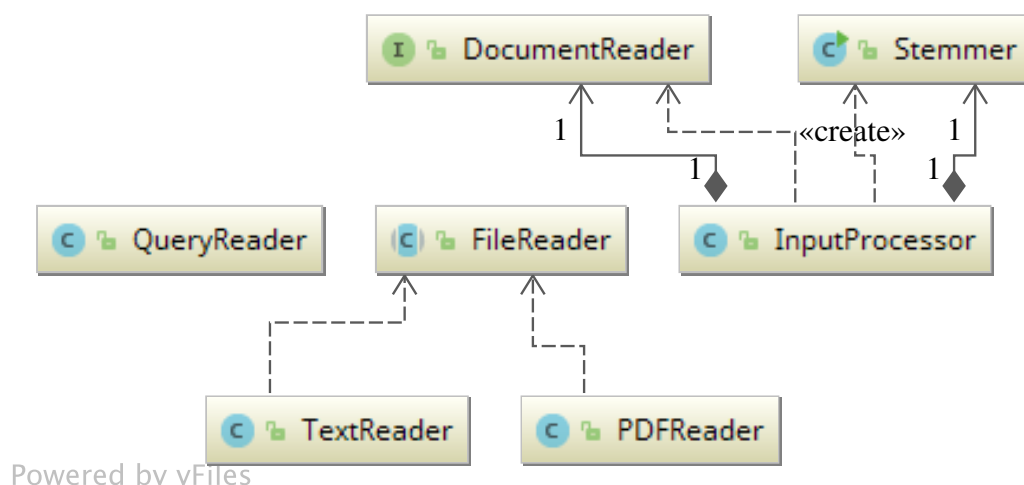 I DocumentReader
C Stemmer
1
«create»
1
1
1
C QueryReader
C FileReader
C InputProcessor
C TextReader
C PDFReader
Powered by yFiles